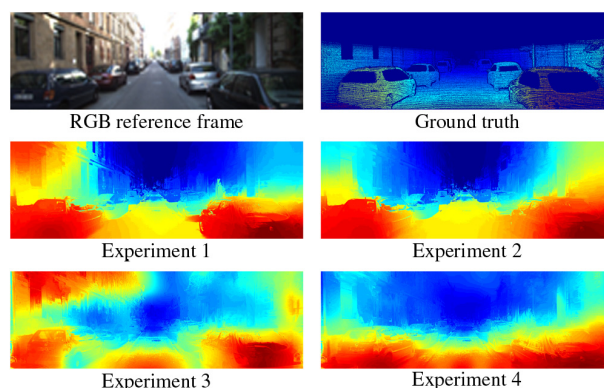 RGB reference frame
Ground truth
Experiment 1
Experiment 2
Experiment 3
Experiment 4